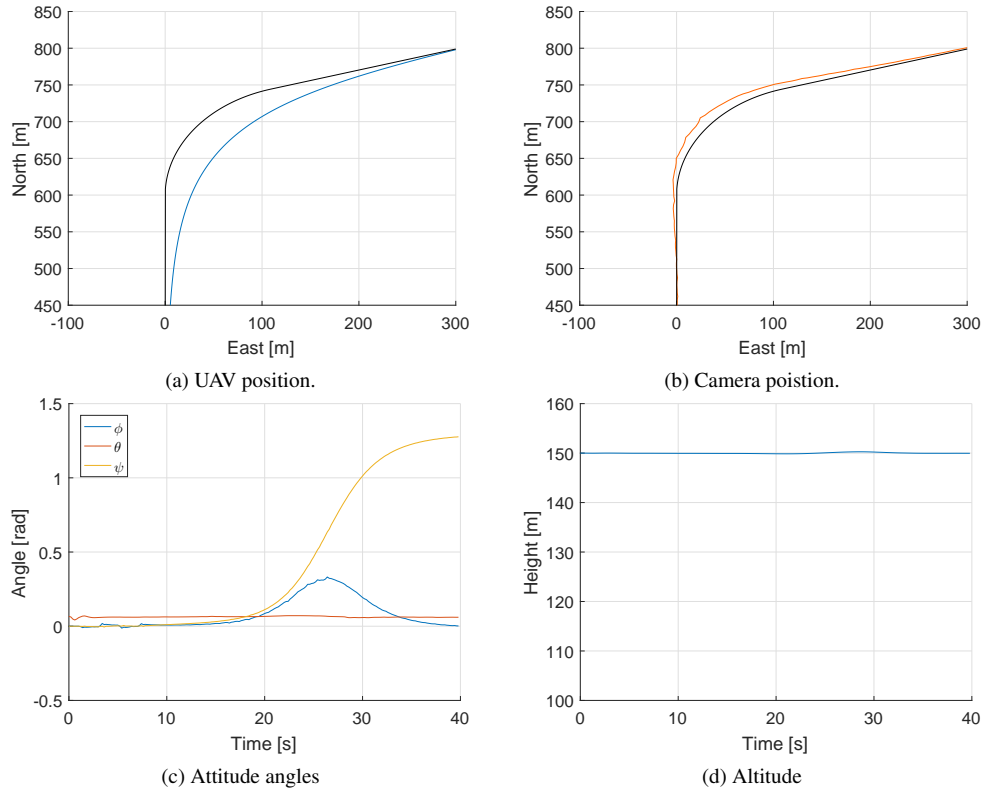 850
800
750
700
650
600
550
500
450
North [m]
-100 0 100 200 300
East [m]
(a) UAV position.
850
800
750
700
650
600
550
500
450
North [m]
-100 0 100 200 300
East [m]
(b) Camera poistion.
1.5
1
0.5
0
-0.5
Angle [rad]
ϕ
θ
ψ
0 10 20 30 40
Time [s]
(c) Attitude angles
160
150
140
130
120
110
100
Height [m]
0 10 20 30 40
Time [s]
(d) Altitude